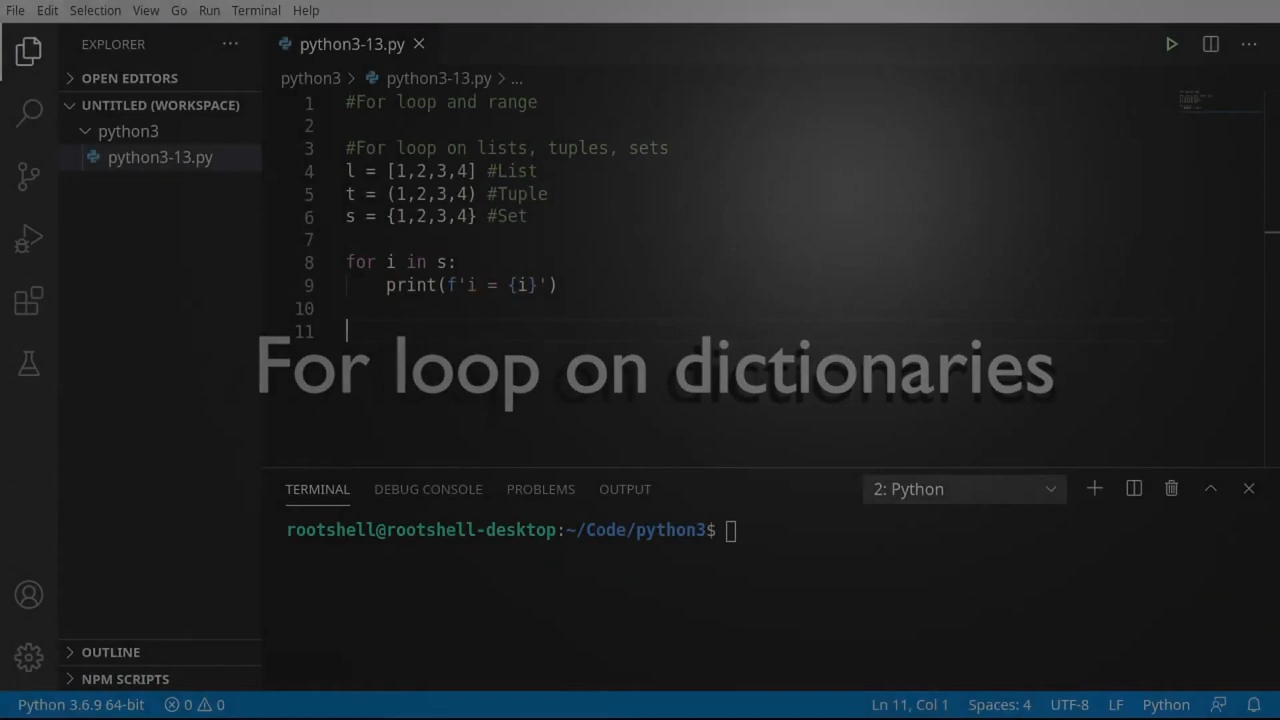 File Edit Selection View Go Run Terminal Help
EXPLORER ···
python3-13.py ×
OPEN EDITORS
UNTITLED (WORKSPACE)
python3
python3-13.py
python3 > python3-13.py > ...
1 #For loop and range
2
3 #For loop on lists, tuples, sets
4 l = [1,2,3,4] #List
5 t = (1,2,3,4) #Tuple
6 s = {1,2,3,4} #Set
7
8 for i in s:
9     print(f'i = {i}')
10
11
For loop on dictionaries
TERMINAL DEBUG CONSOLE PROBLEMS OUTPUT 2: Python
rootshell@rootshell-desktop:~/Code/python3$
OUTLINE
NPM SCRIPTS
Python 3.6.9 64-bit 0 0 Ln 11, Col 1 Spaces: 4 UTF-8 LF Python